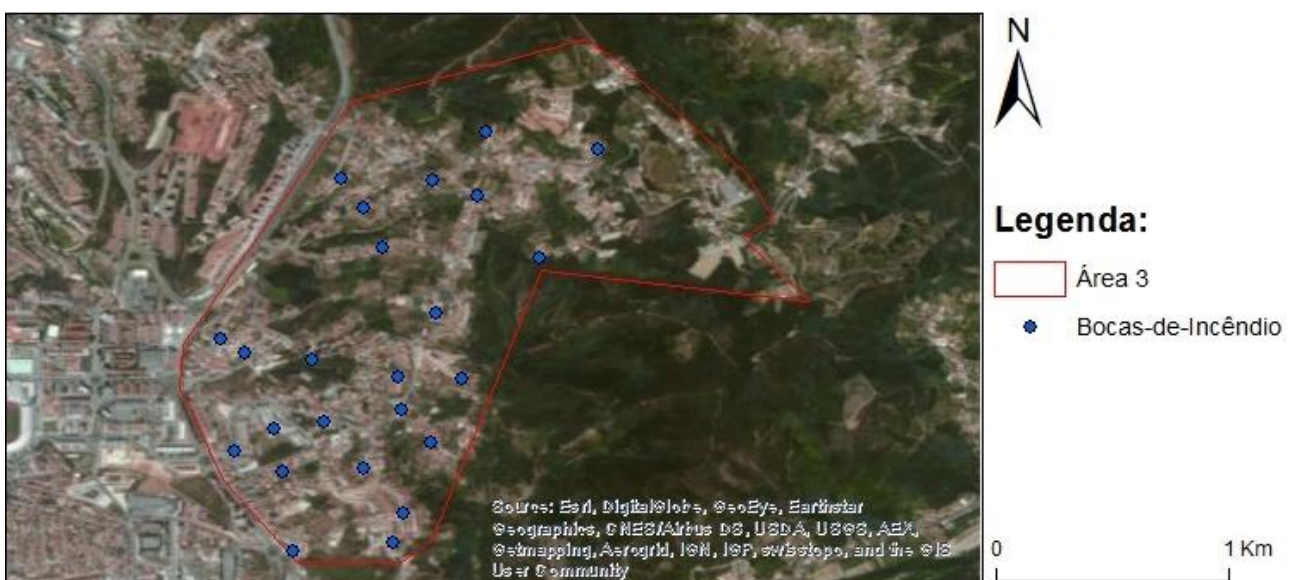 Source: Esri, DigitalGlobe, GeoEye, Earthstar
Geographics, CNES/Airbus DS, USDA, USGS, AEX,
Getmapping, Aerogrid, IGN, IGP, swisstopo, and the GIS
User Community
N
Legenda:
Área 3
Bocas-de-Incêndio
0 1 Km